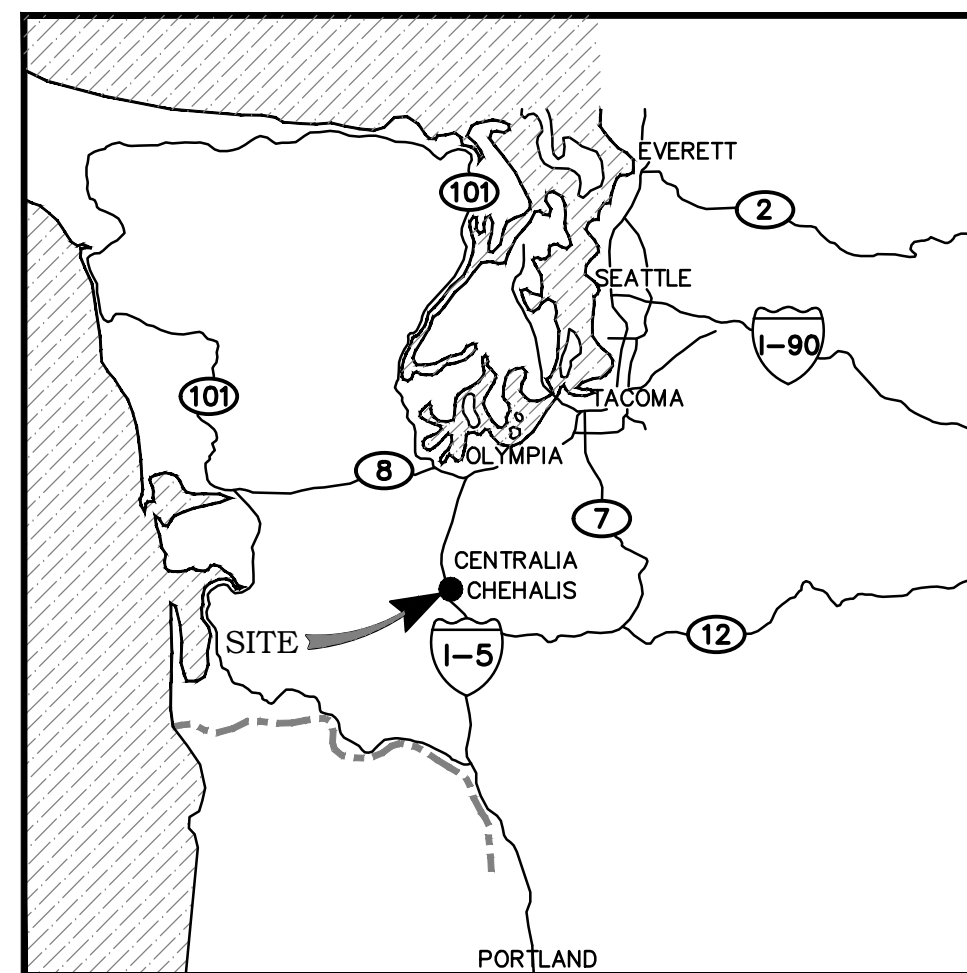 EVERETT
101
2
SEATTLE
I-90
101
TACOMA
OLYMPIA
8
7
CENTRALIA
CHEHALIS
SITE
12
I-5
PORTLAND